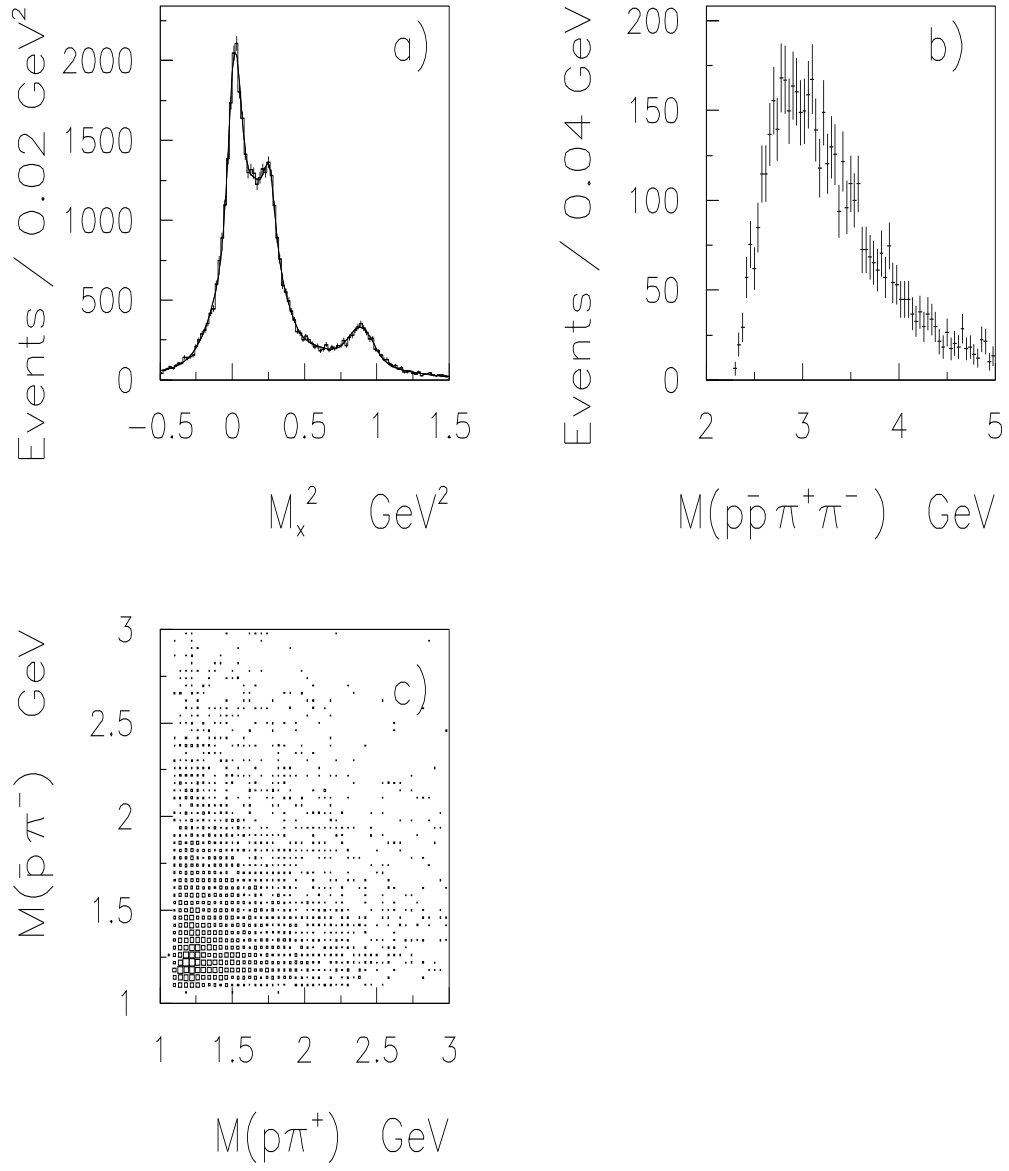 a)
Events / 0.02 GeV²
2000
1500
1000
500
0
−0.5 0 0.5 1 1.5
Mₓ² GeV²
b)
Events / 0.04 GeV
200
150
100
50
0
2 3 4 5
M(pp̄π⁺π⁻) GeV
c)
M(p̄π⁻) GeV
3
2.5
2
1.5
1
1 1.5 2 2.5 3
M(pπ⁺) GeV